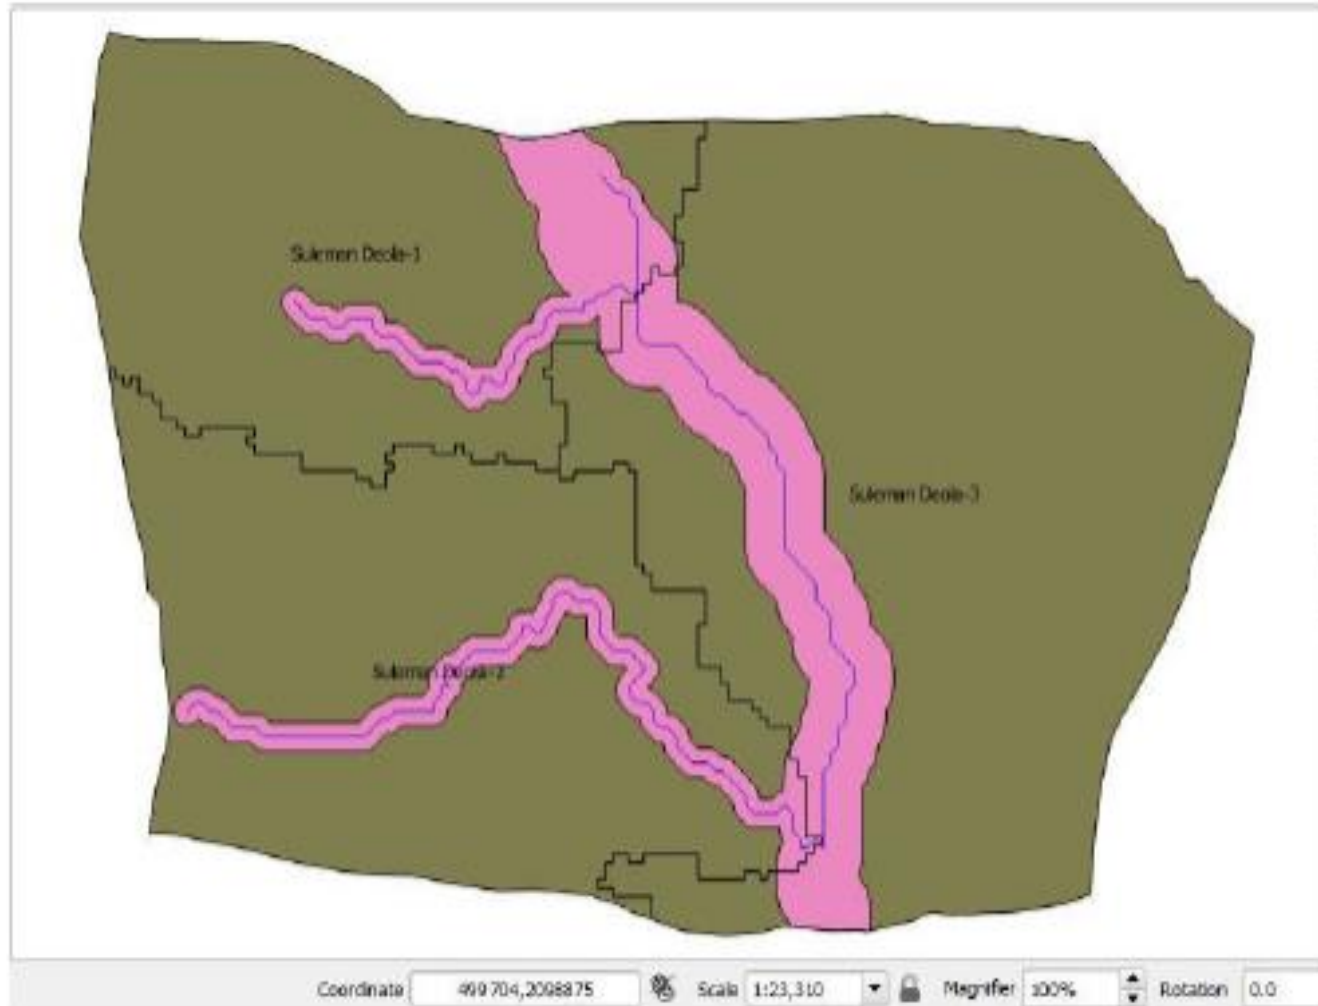 Suleman Deola-1
Suleman Deola-3
Suleman Deola-2
Coordinate 499704,2098875 Scale 1:23,310 Magnifier 100% Rotation 0.0